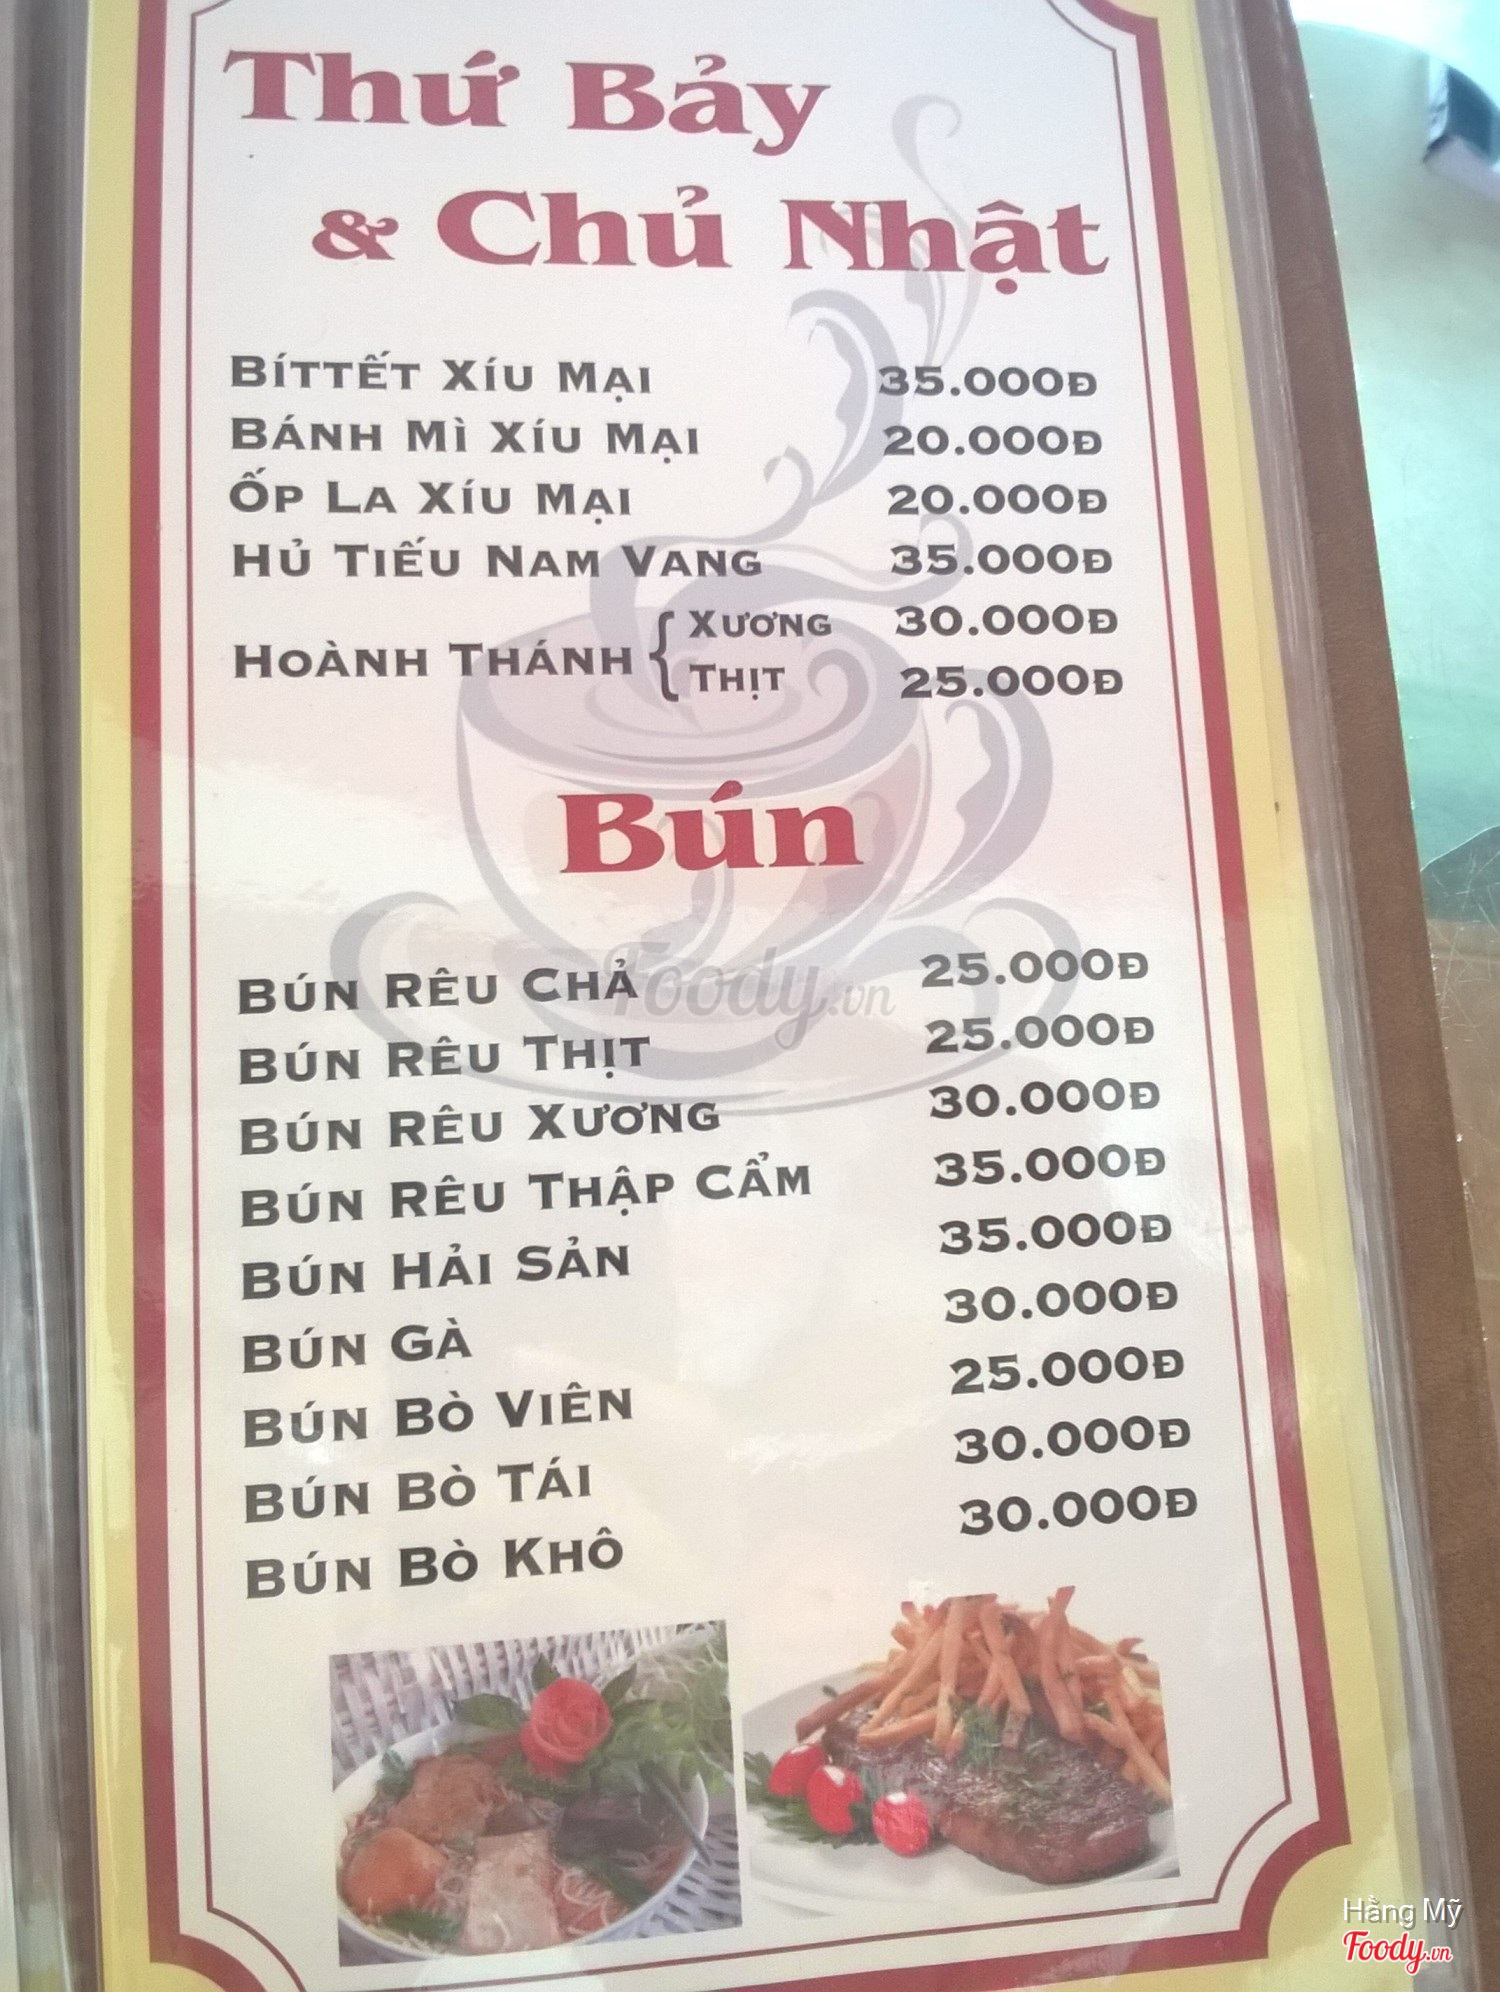 Thứ Bảy
& Chủ Nhật
Bíttết Xíu Mại 35.000Đ
Bánh Mì Xíu Mại 20.000Đ
Ốp La Xíu Mại 20.000Đ
Hủ Tiếu Nam Vang 35.000Đ
Hoành Thánh { Xương 30.000Đ
Thịt 25.000Đ
Bún
Bún Rêu Chả 25.000Đ
Bún Rêu Thịt 25.000Đ
Bún Rêu Xương 30.000Đ
Bún Rêu Thập Cẩm 35.000Đ
Bún Hải Sản 35.000Đ
Bún Gà 30.000Đ
Bún Bò Viên 25.000Đ
Bún Bò Tái 30.000Đ
Bún Bò Khô 30.000Đ
Foody.vn
Hằng Mỹ
Foody.vn